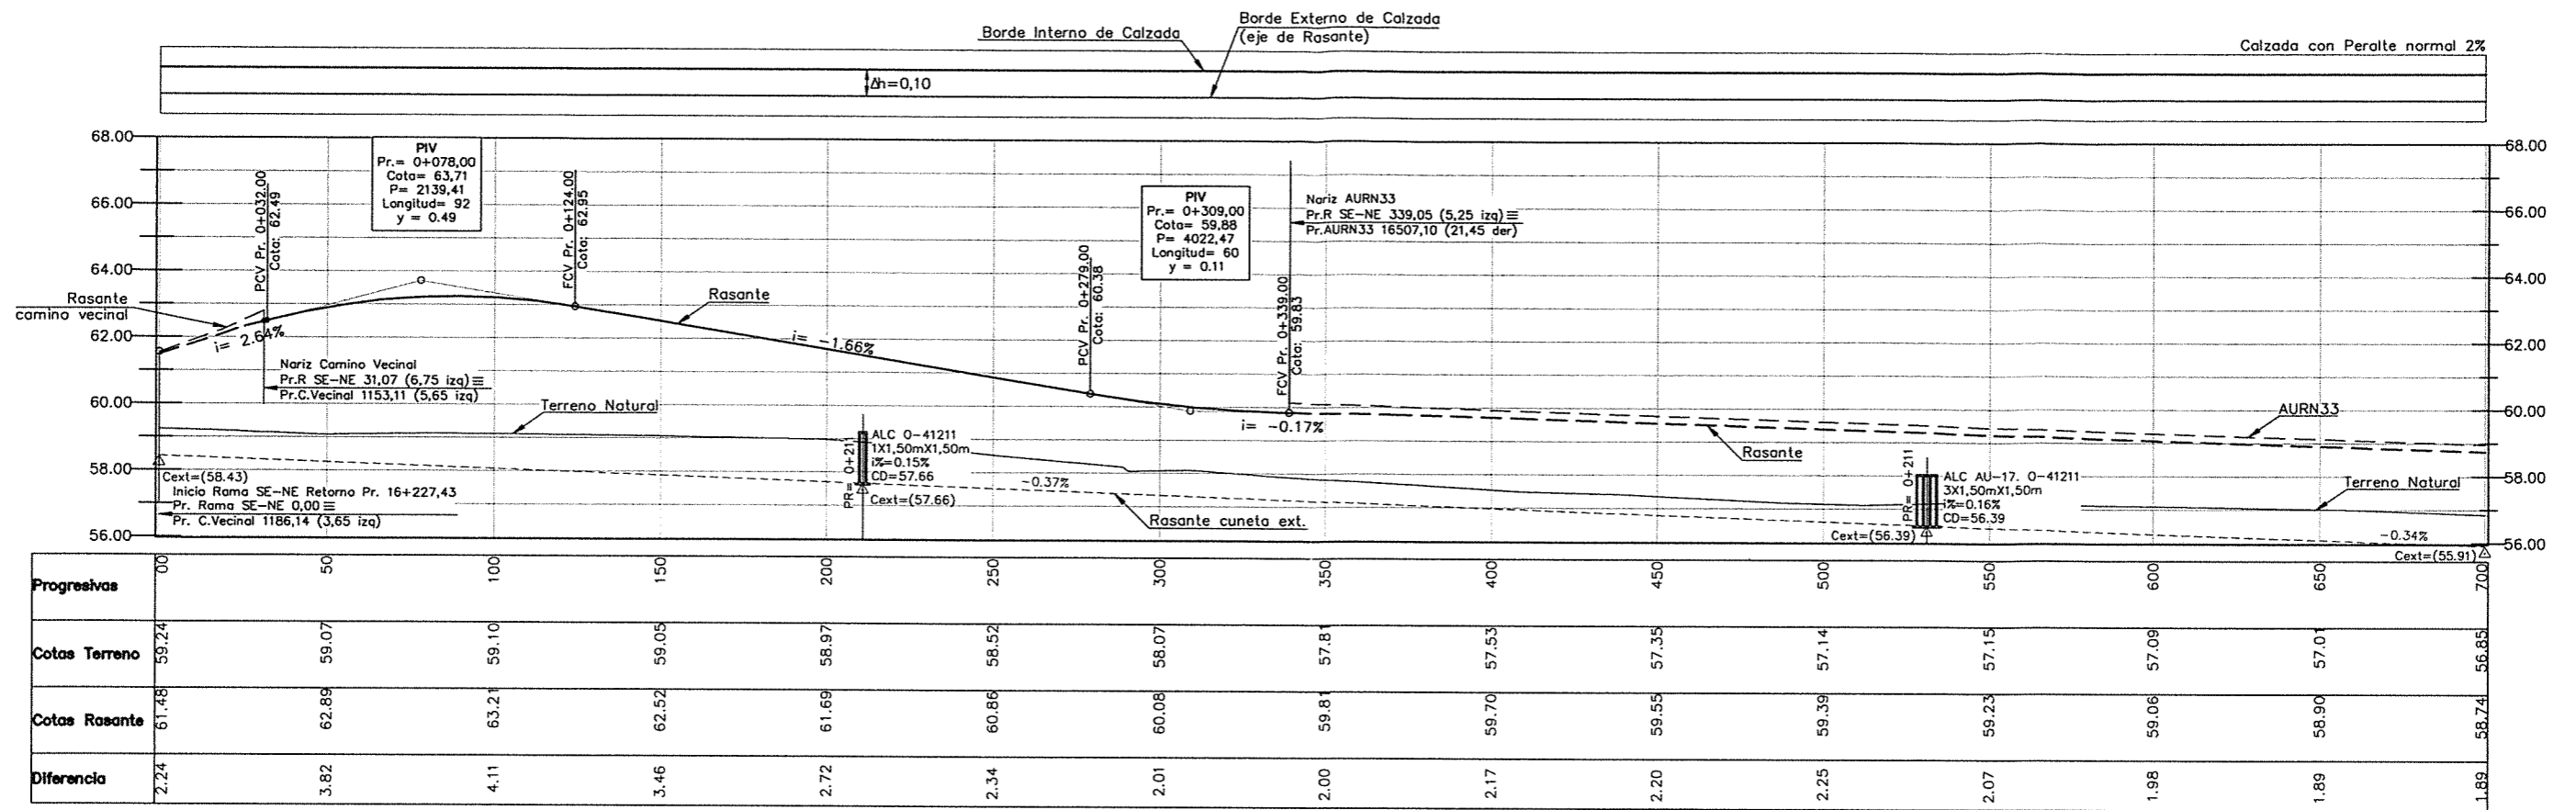 Borde Externo de Calzada
(eje de Rasante)
Borde Interno de Calzada
Calzada con Peralte normal 2%
Δh=0,10
68.00
66.00
64.00
62.00
60.00
58.00
56.00
68.00
66.00
64.00
62.00
60.00
58.00
56.00
PIV
Pr.= 0+078,00
Cota= 63,71
P= 2139,41
Longitud= 92
y = 0.49
PCV Pr. 0+032.00
Cota: 62.49
FCV Pr. 0+124.00
Cota: 62.95
PIV
Pr.= 0+309,00
Cota= 59,88
P= 4022,47
Longitud= 60
y = 0.11
PCV Pr. 0+279.00
Cota: 60.38
FCV Pr. 0+339.00
Cota: 59.83
Nariz AURN33
Pr.R SE-NE 339,05 (5,25 izq)≡
Pr.AURN33 16507,10 (21,45 der)
Rasante
camino vecinal
i= 2.64%
Rasante
i= -1.66%
Nariz Camino Vecinal
Pr.R SE-NE 31,07 (6,75 izq)≡
Pr.C.Vecinal 1153,11 (5,65 izq)
Terreno Natural
i= -0.17%
AURN33
Rasante
ALC O-41211
1X1,50mX1,50m
i%=0.15%
CD=57.66
PR= 0+211
Cext=(57.66)
-0.37%
Rasante cuneta ext.
Cext=(58.43)
Inicio Rama SE-NE Retorno Pr. 16+227,43
Pr. Rama SE-NE 0,00≡
Pr. C.Vecinal 1186,14 (3,65 izq)
PR= 0+211
ALC AU-17. O-41211
3X1,50mX1,50m
i%=0.16%
CD=56.39
Cext=(56.39)
Terreno Natural
-0.34%
Cext=(55.91)
Progresivas 00 50 100 150 200 250 300 350 400 450 500 550 600 650 700
Cotas Terreno 59.24 59.07 59.10 59.05 58.97 58.52 58.07 57.81 57.53 57.35 57.14 57.15 57.09 57.01 56.85
Cotas Rasante 61.48 62.89 63.21 62.52 61.69 60.86 60.08 59.81 59.70 59.55 59.39 59.23 59.06 58.90 58.74
Diferencia 2.24 3.82 4.11 3.46 2.72 2.34 2.01 2.00 2.17 2.20 2.25 2.07 1.98 1.89 1.89